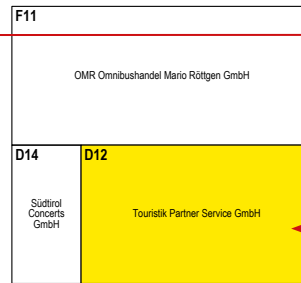 F11
OMR Omnibushandel Mario Röttgen GmbH
D14
Südtirol
Concerts
GmbH
D12
Touristik Partner Service GmbH